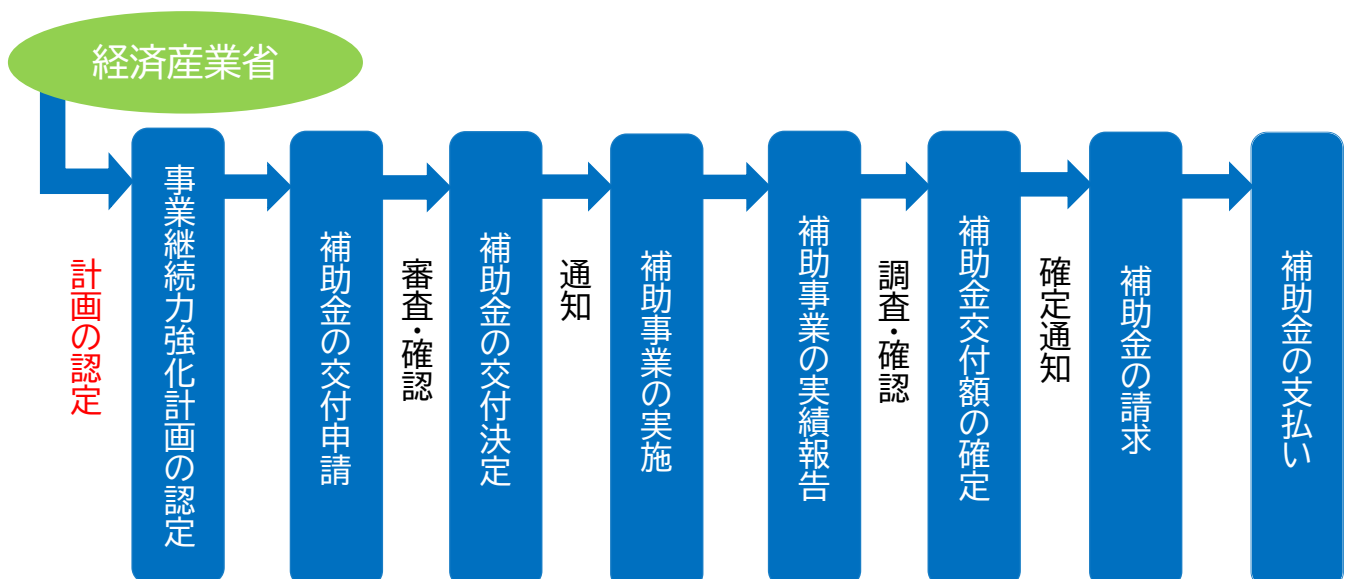 経済産業省
計画の認定
事業継続力強化計画の認定
補助金の交付申請
審査・確認
補助金の交付決定
通知
補助事業の実施
補助事業の実績報告
調査・確認
補助金交付額の確定
確定通知
補助金の請求
補助金の支払い